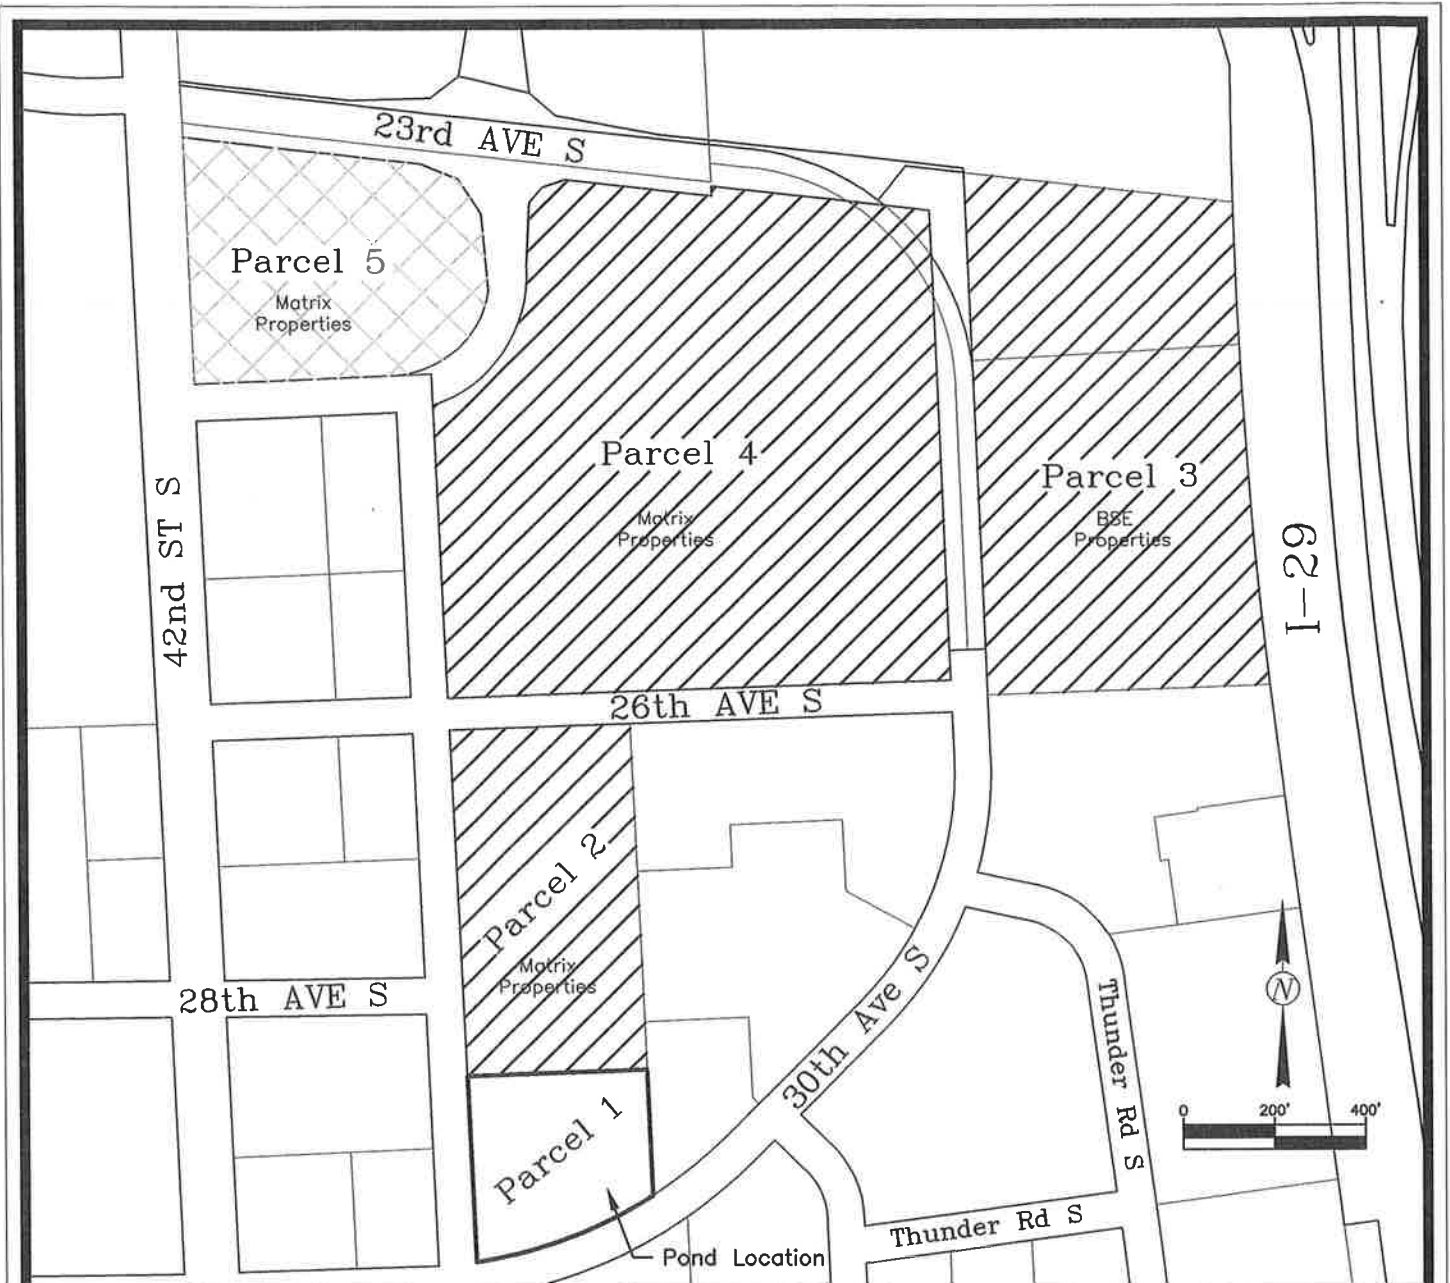 23rd AVE S
Parcel 5
Matrix
Properties
Parcel 4
Matrix
Properties
Parcel 3
BSE
Properties
42nd ST S
I-29
26th AVE S
Parcel 2
Matrix
Properties
28th AVE S
30th Ave S
Thunder Rd S
N
0 200' 400'
Parcel 1
Thunder Rd S
Pond Location